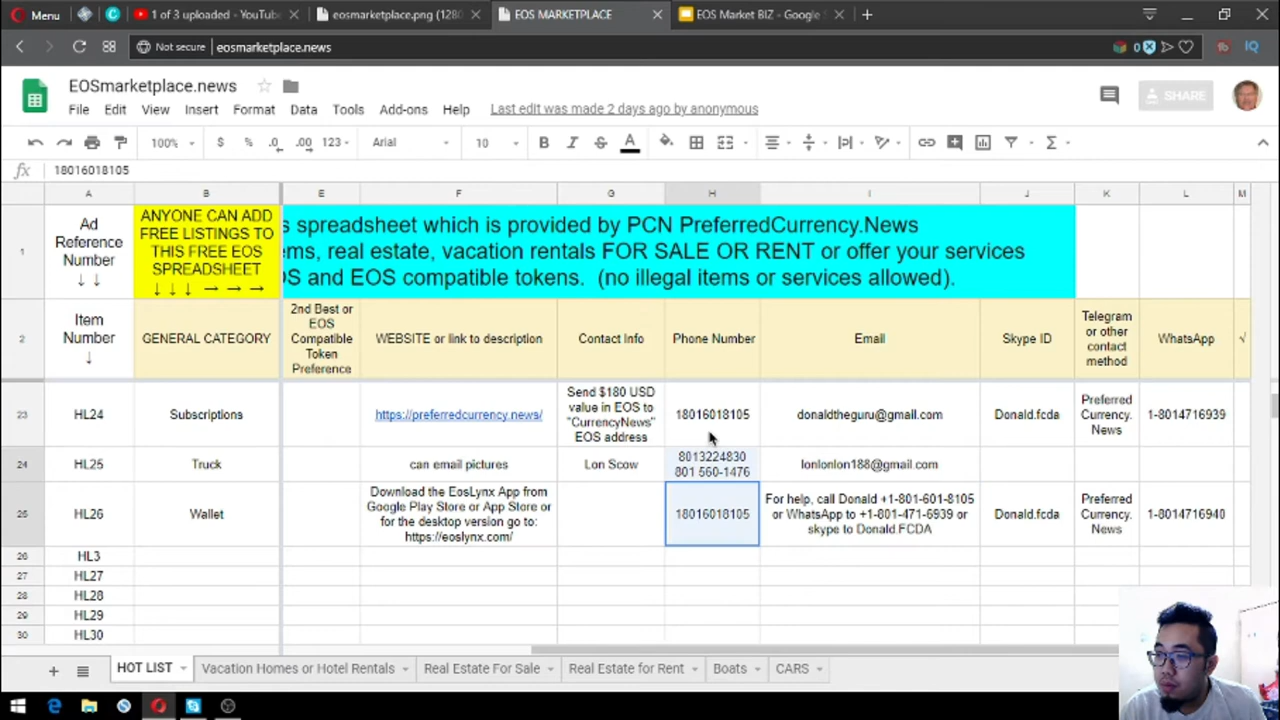 Menu
1 of 3 uploaded - YouTube
eosmarketplace.png (1280
EOS MARKETPLACE
EOS Market BIZ - Google
Not secure
eosmarketplace.news
0
IQ
EOSmarketplace.news
File Edit View Insert Format Data Tools Add-ons Help
Last edit was made 2 days ago by anonymous
SHARE
100% $ % .0 .00 123 Arial 10 B I S A
fx 18016018105
A B E F G H I J K L M
1
Ad
Reference
Number
↓ ↓
ANYONE CAN ADD
FREE LISTINGS TO
THIS FREE EOS
SPREADSHEET
↓ ↓ ↓ → → →
s spreadsheet which is provided by PCN PreferredCurrency.News
ems, real estate, vacation rentals FOR SALE OR RENT or offer your services
OS and EOS compatible tokens. (no illegal items or services allowed).
2
Item
Number
↓
GENERAL CATEGORY
2nd Best or
EOS
Compatible
Token
Preference
WEBSITE or link to description
Contact Info
Phone Number
Email
Skype ID
Telegram
or other
contact
method
WhatsApp
√
23
HL24
Subscriptions
https://preferredcurrency.news/
Send $180 USD
value in EOS to
"CurrencyNews"
EOS address
18016018105
donaldtheguru@gmail.com
Donald.fcda
Preferred
Currency.
News
1-8014716939
24
HL25
Truck
can email pictures
Lon Scow
8013224830
801 560-1476
lonlonlon188@gmail.com
25
HL26
Wallet
Download the EosLynx App from
Google Play Store or App Store or
for the desktop version go to:
https://eoslynx.com/
18016018105
For help, call Donald +1-801-601-8105
or WhatsApp to +1-801-471-6939 or
skype to Donald.FCDA
Donald.fcda
Preferred
Currency.
News
1-8014716940
26 HL3
27 HL27
28 HL28
29 HL29
30 HL30
HOT LIST
Vacation Homes or Hotel Rentals
Real Estate For Sale
Real Estate for Rent
Boats
CARS